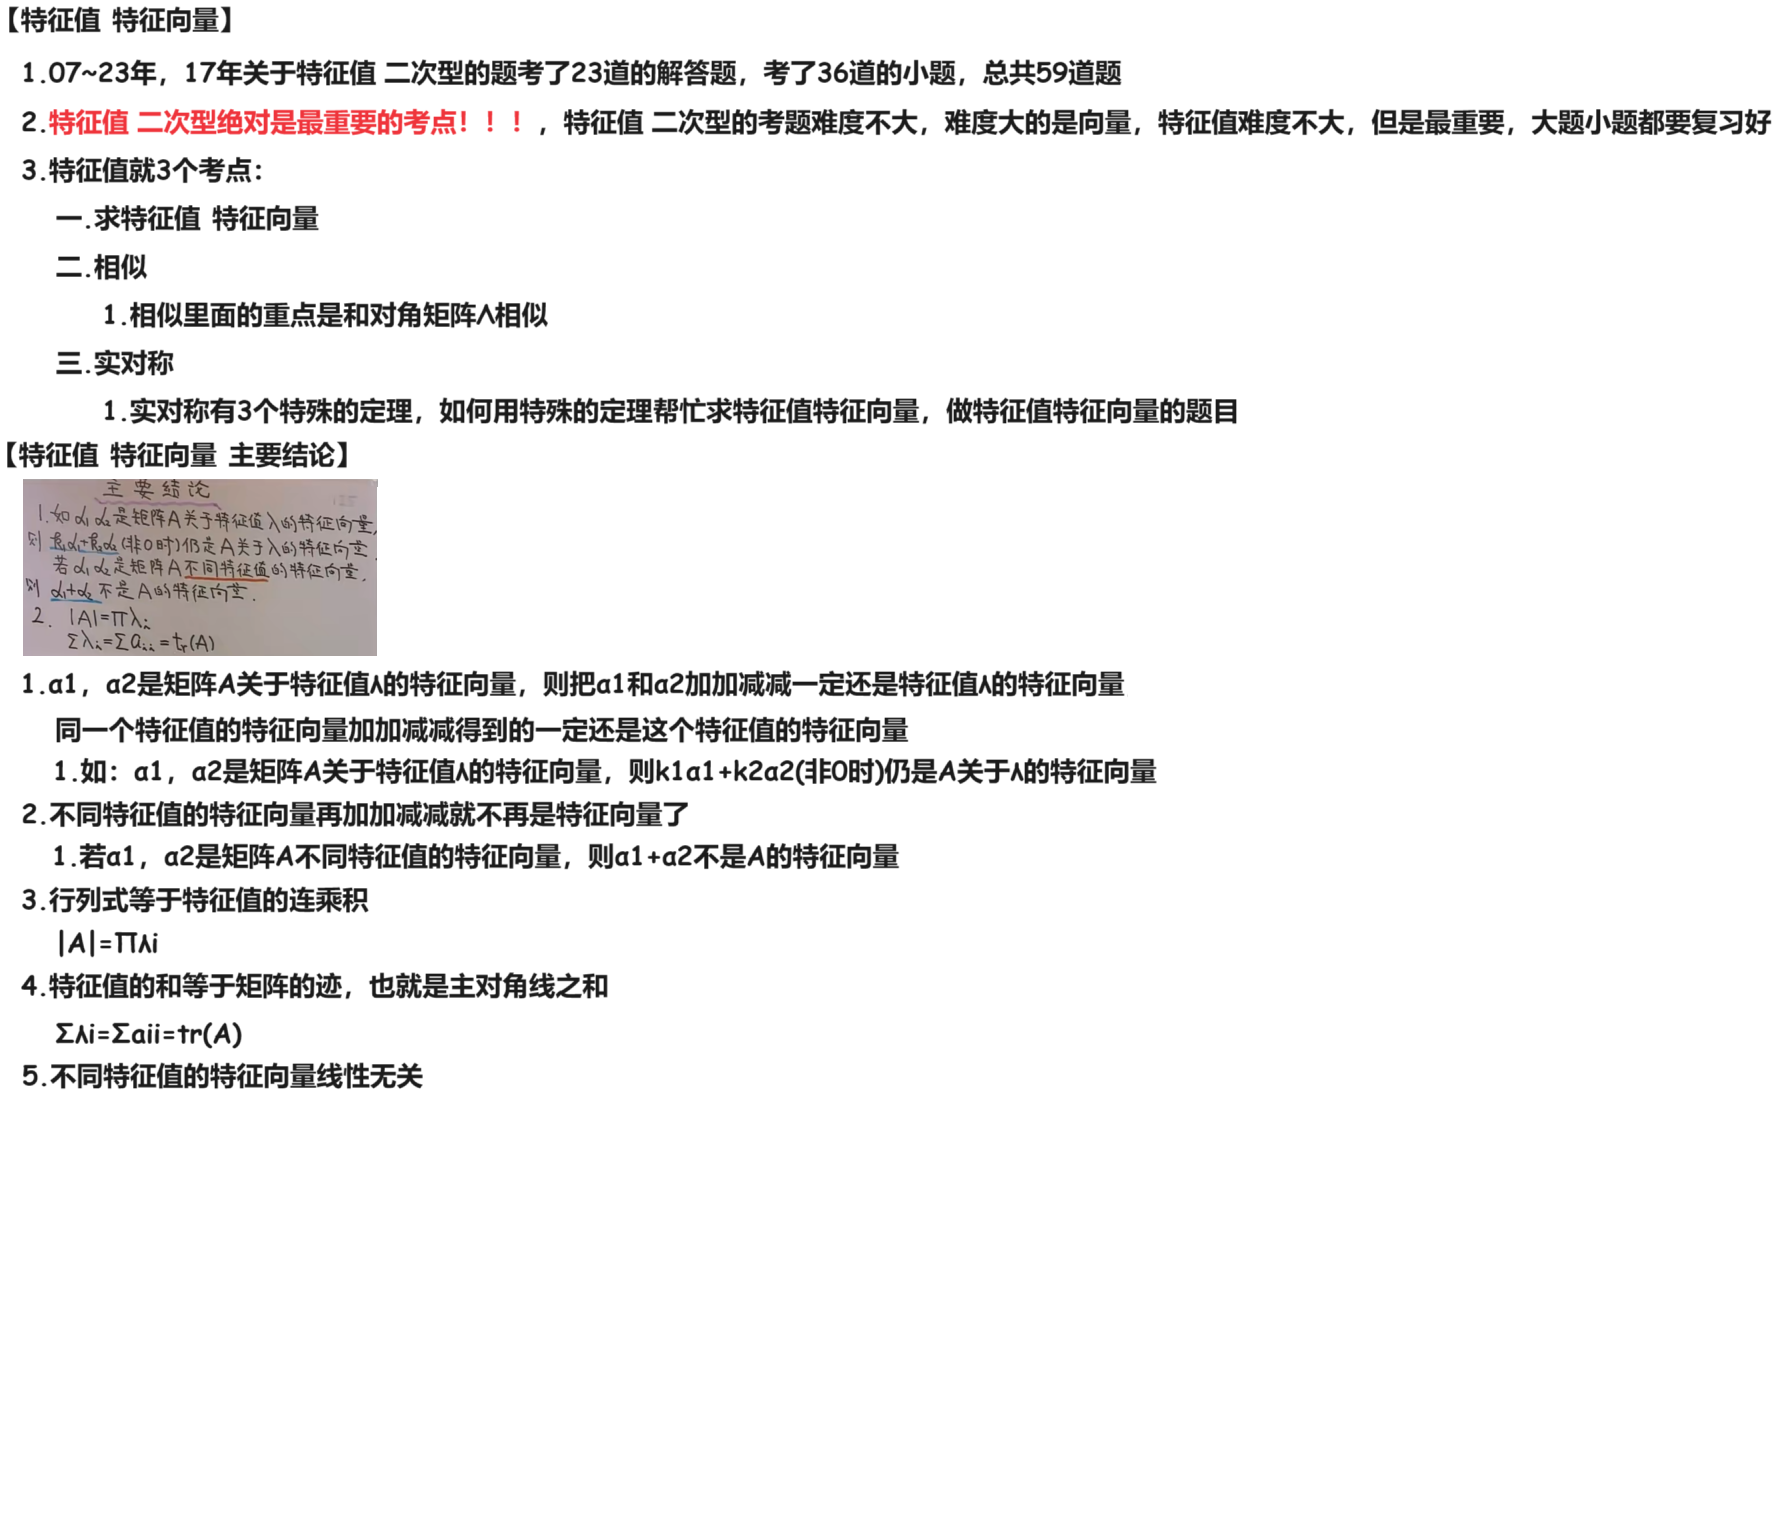 【特征值 特征向量】
1.07~23年，17年关于特征值 二次型的题考了23道的解答题，考了36道的小题，总共59道题
2.特征值 二次型绝对是最重要的考点！！！，特征值 二次型的考题难度不大，难度大的是向量，特征值难度不大，但是最重要，大题小题都要复习好
3.特征值就3个考点：
一.求特征值 特征向量
二.相似
1.相似里面的重点是和对角矩阵Λ相似
三.实对称
1.实对称有3个特殊的定理，如何用特殊的定理帮忙求特征值特征向量，做特征值特征向量的题目
【特征值 特征向量 主要结论】
主要结论
1.如α₁ α₂是矩阵A关于特征值λ的特征向量,
则 k₁α₁+k₂α₂(非0时)仍是A关于λ的特征向量.
若α₁ α₂是矩阵A不同特征值的特征向量,
则 α₁+α₂不是A的特征向量.
2. |A|=Πλᵢ
Σλᵢ=Σaᵢᵢ=tr(A)
1.α1，α2是矩阵A关于特征值λ的特征向量，则把α1和α2加加减减一定还是特征值λ的特征向量
同一个特征值的特征向量加加减减得到的一定还是这个特征值的特征向量
1.如：α1，α2是矩阵A关于特征值λ的特征向量，则k1α1+k2α2(非0时)仍是A关于λ的特征向量
2.不同特征值的特征向量再加加减减就不再是特征向量了
1.若α1，α2是矩阵A不同特征值的特征向量，则α1+α2不是A的特征向量
3.行列式等于特征值的连乘积
|A|=∏λi
4.特征值的和等于矩阵的迹，也就是主对角线之和
Σλi=Σaii=tr(A)
5.不同特征值的特征向量线性无关